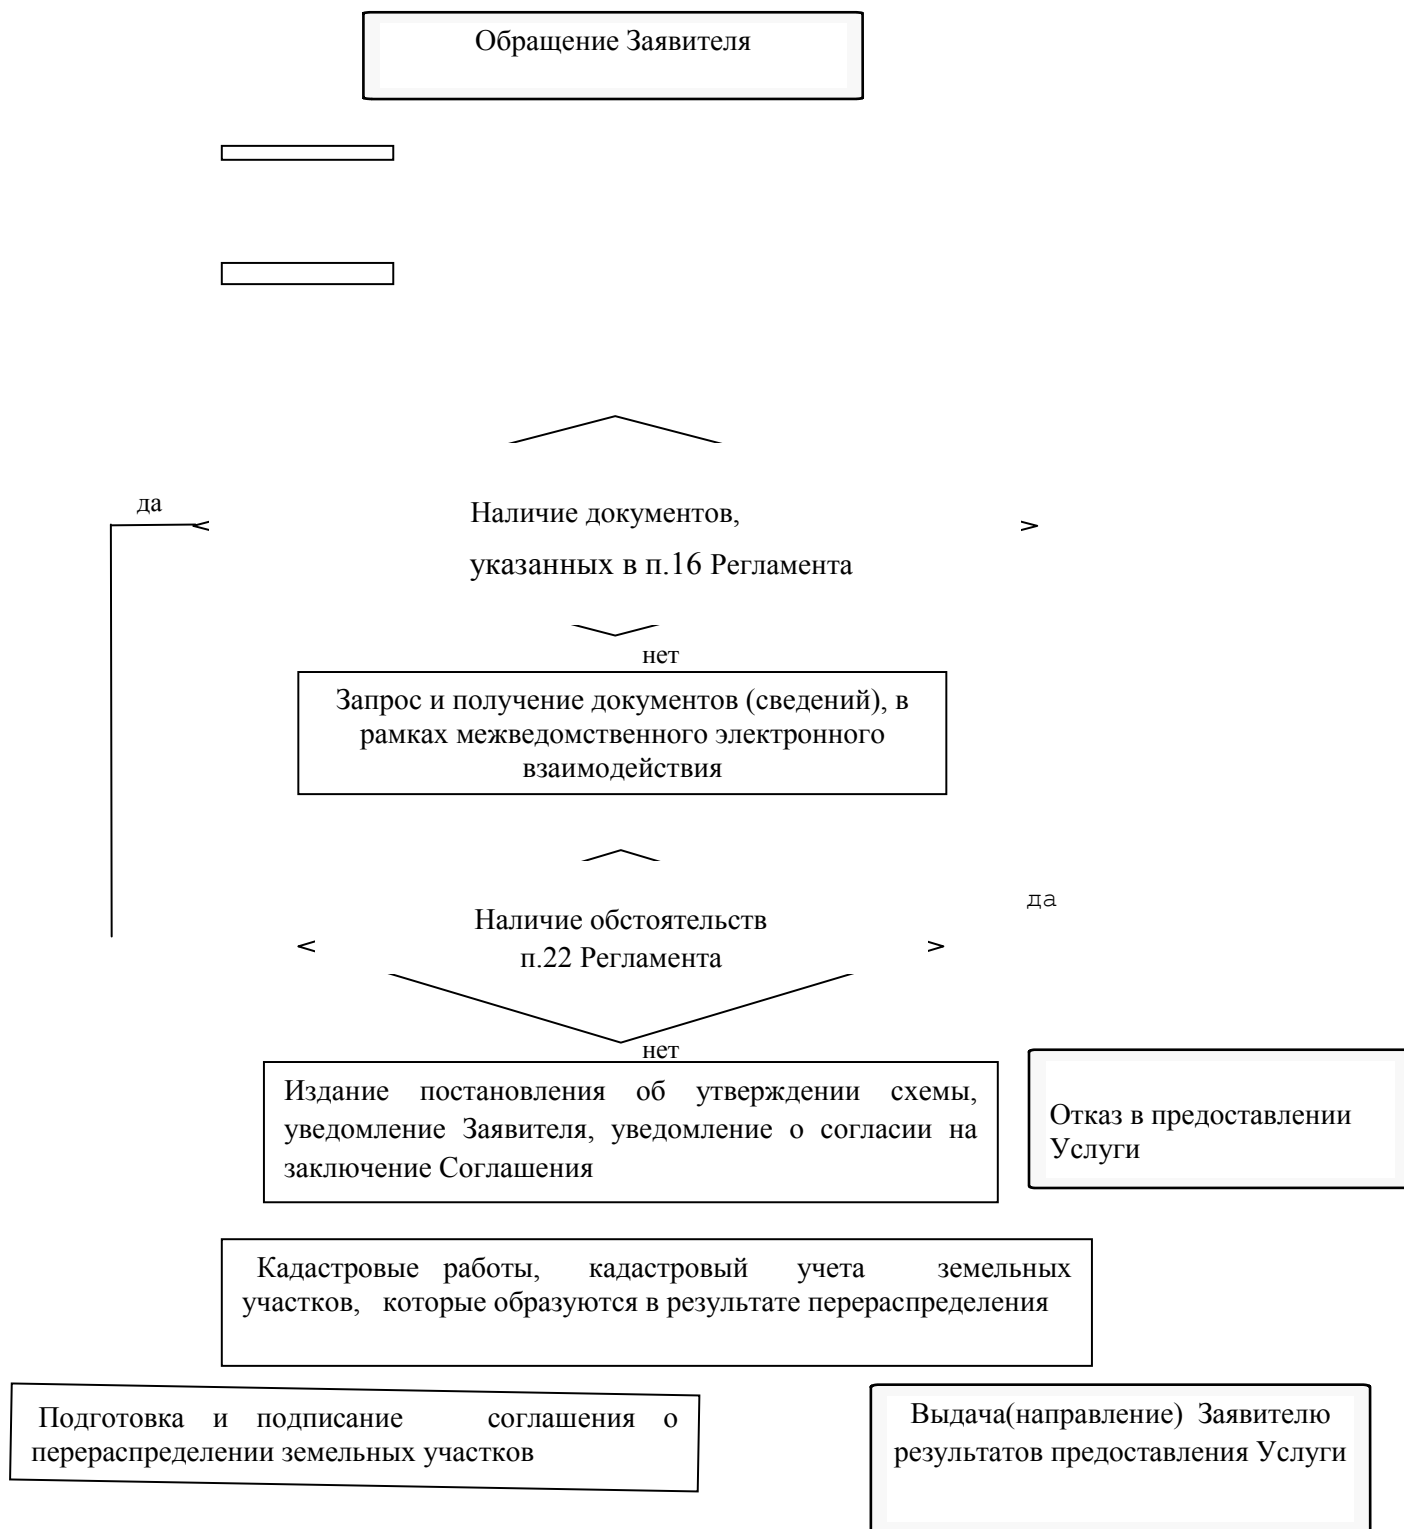 Обращение Заявителя
да
Наличие документов,
указанных в п.16 Регламента
нет
Запрос и получение документов (сведений), в
рамках межведомственного электронного
взаимодействия
да
Наличие обстоятельств
п.22 Регламента
нет
Издание постановления об утверждении схемы,
уведомление Заявителя, уведомление о согласии на
заключение Соглашения
Отказ в предоставлении
Услуги
Кадастровые работы, кадастровый учета земельных
участков, которые образуются в результате перераспределения
Подготовка и подписание соглашения о
перераспределении земельных участков
Выдача(направление) Заявителю
результатов предоставления Услуги